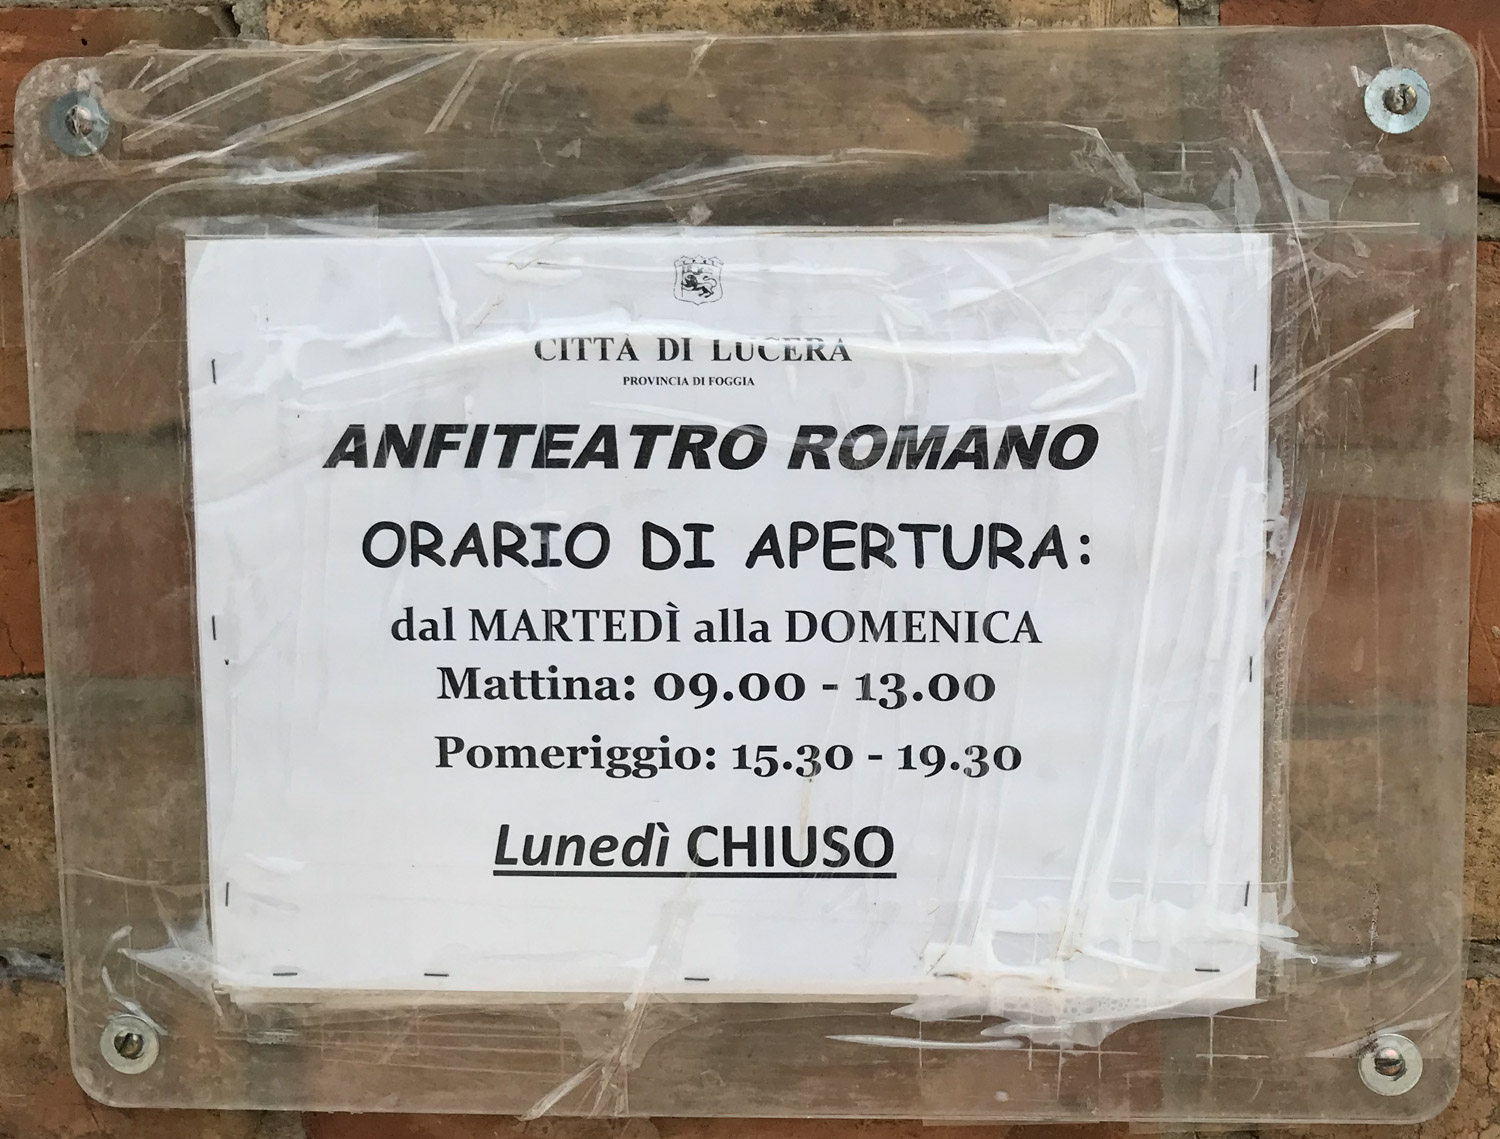 CITTÀ DI LUCERA
PROVINCIA DI FOGGIA
ANFITEATRO ROMANO
ORARIO DI APERTURA:
dal MARTEDÌ alla DOMENICA
Mattina: 09.00 - 13.00
Pomeriggio: 15.30 - 19.30
Lunedì CHIUSO